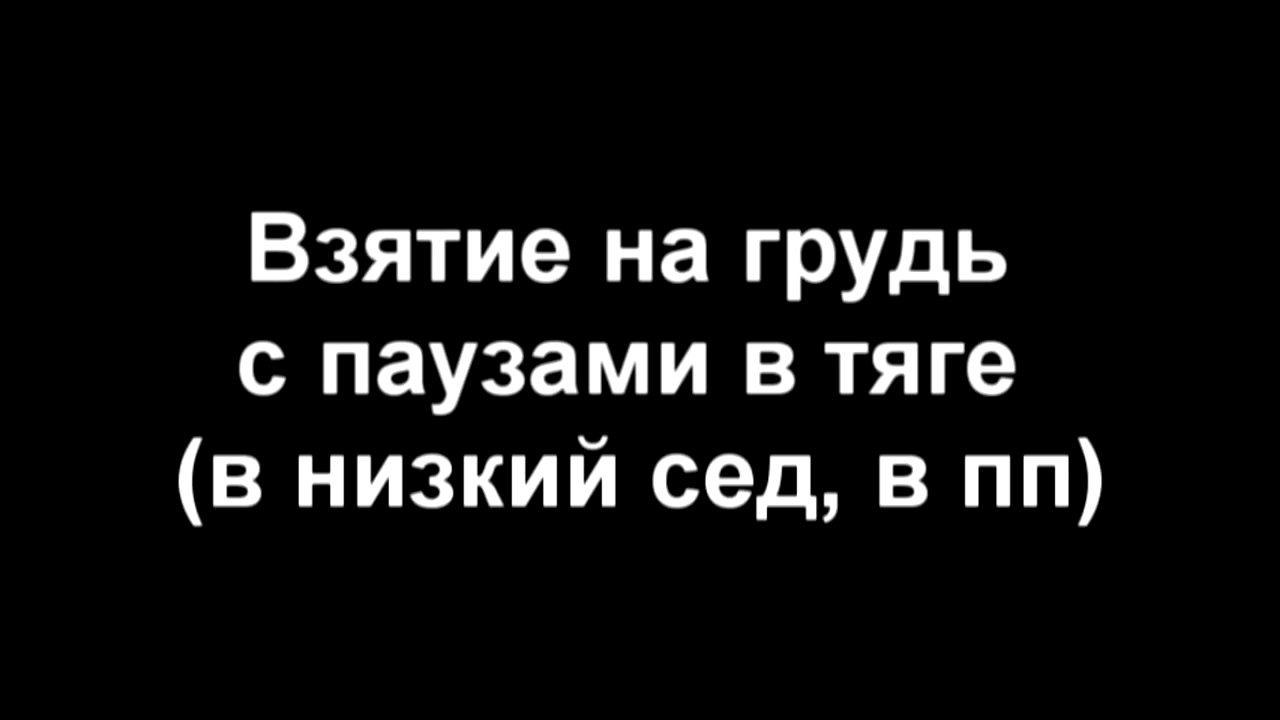 Взятие на грудь
с паузами в тяге
(в низкий сед, в пп)